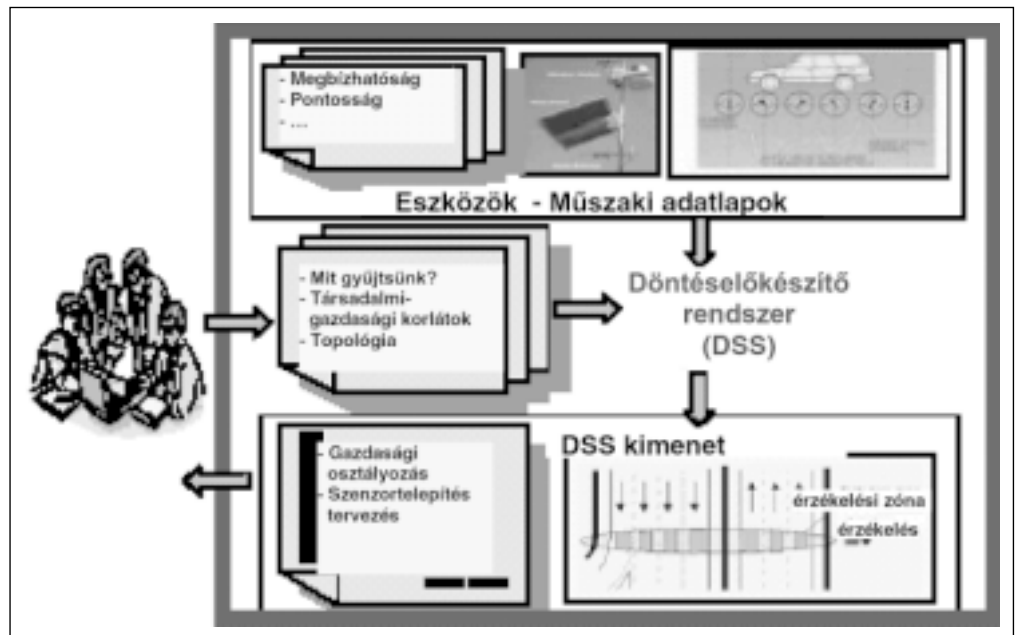 - Megbízhatóság
- Pontosság
- ...
Eszközök - Műszaki adatlapok
- Mit gyűjtsünk?
- Társadalmi-
gazdasági korlátok
- Topológia
Döntéselőkészítő
rendszer
(DSS)
- Gazdasági
osztályozás
- Szenzortelepítés
tervezés
DSS kimenet
érzékelési zóna
érzékelés